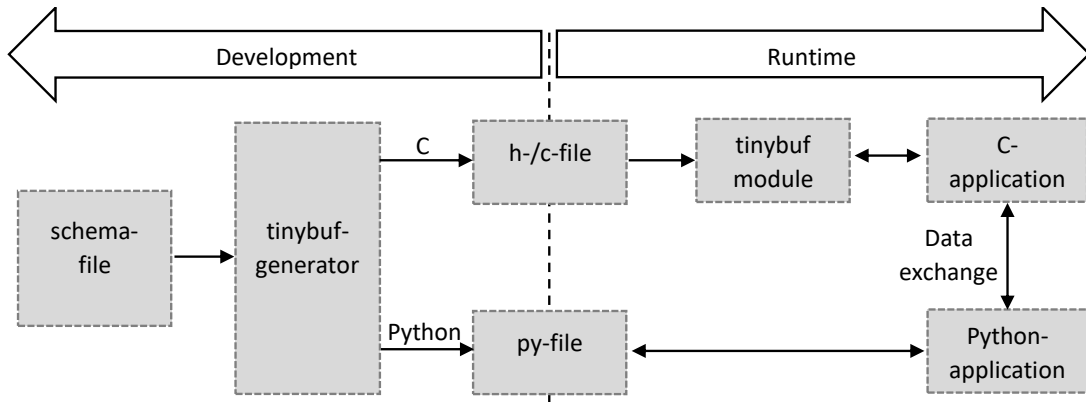 Development
Runtime
C
h-/c-file
tinybuf
module
C-
application
schema-
file
tinybuf-
generator
Data
exchange
Python
py-file
Python-
application